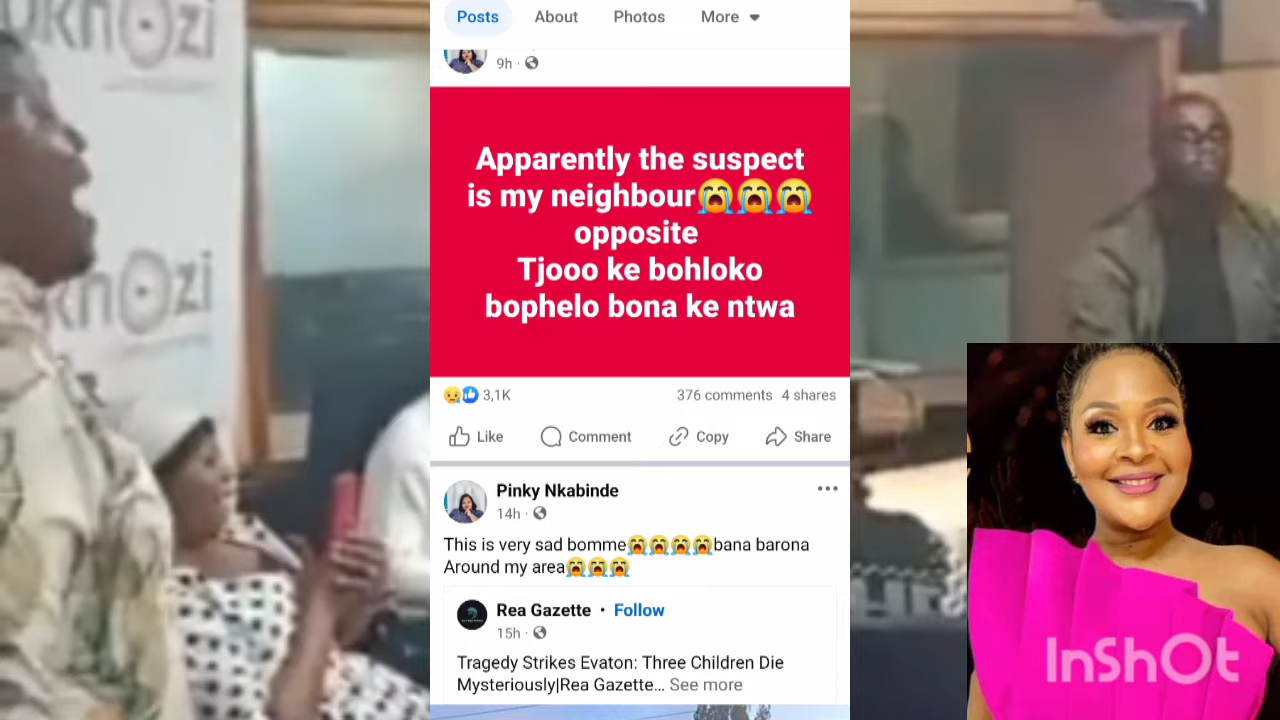 Posts About Photos More
9h
Apparently the suspect
is my neighbour😭😭😭
opposite
Tjooo ke bohloko
bophelo bona ke ntwa
3,1K 376 comments 4 shares
Like Comment Copy Share
Pinky Nkabinde
14h
This is very sad bomme😭😭😭😭bana barona
Around my area😭😭😭
Rea Gazette • Follow
15h
Tragedy Strikes Evaton: Three Children Die
Mysteriously|Rea Gazette... See more
InShOt